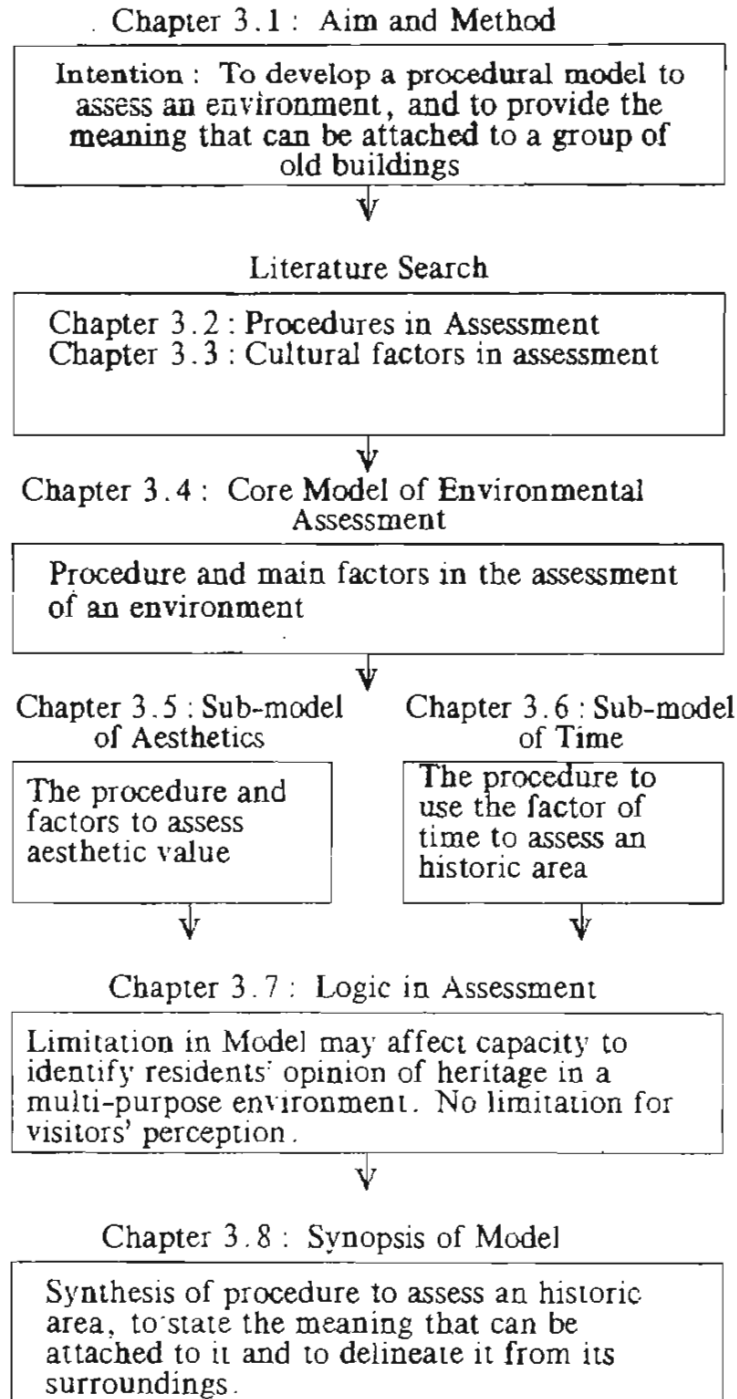 Chapter 3.1 : Aim and Method
Intention : To develop a procedural model to
assess an environment, and to provide the
meaning that can be attached to a group of
old buildings
Literature Search
Chapter 3.2 : Procedures in Assessment
Chapter 3.3 : Cultural factors in assessment
Chapter 3.4 : Core Model of Environmental
Assessment
Procedure and main factors in the assessment
of an environment
Chapter 3.5 : Sub-model
of Aesthetics
The procedure and
factors to assess
aesthetic value
Chapter 3.6 : Sub-model
of Time
The procedure to
use the factor of
time to assess an
historic area
Chapter 3.7 : Logic in Assessment
Limitation in Model may affect capacity to
identify residents' opinion of heritage in a
multi-purpose environment. No limitation for
visitors' perception.
Chapter 3.8 : Synopsis of Model
Synthesis of procedure to assess an historic
area, to state the meaning that can be
attached to it and to delineate it from its
surroundings.